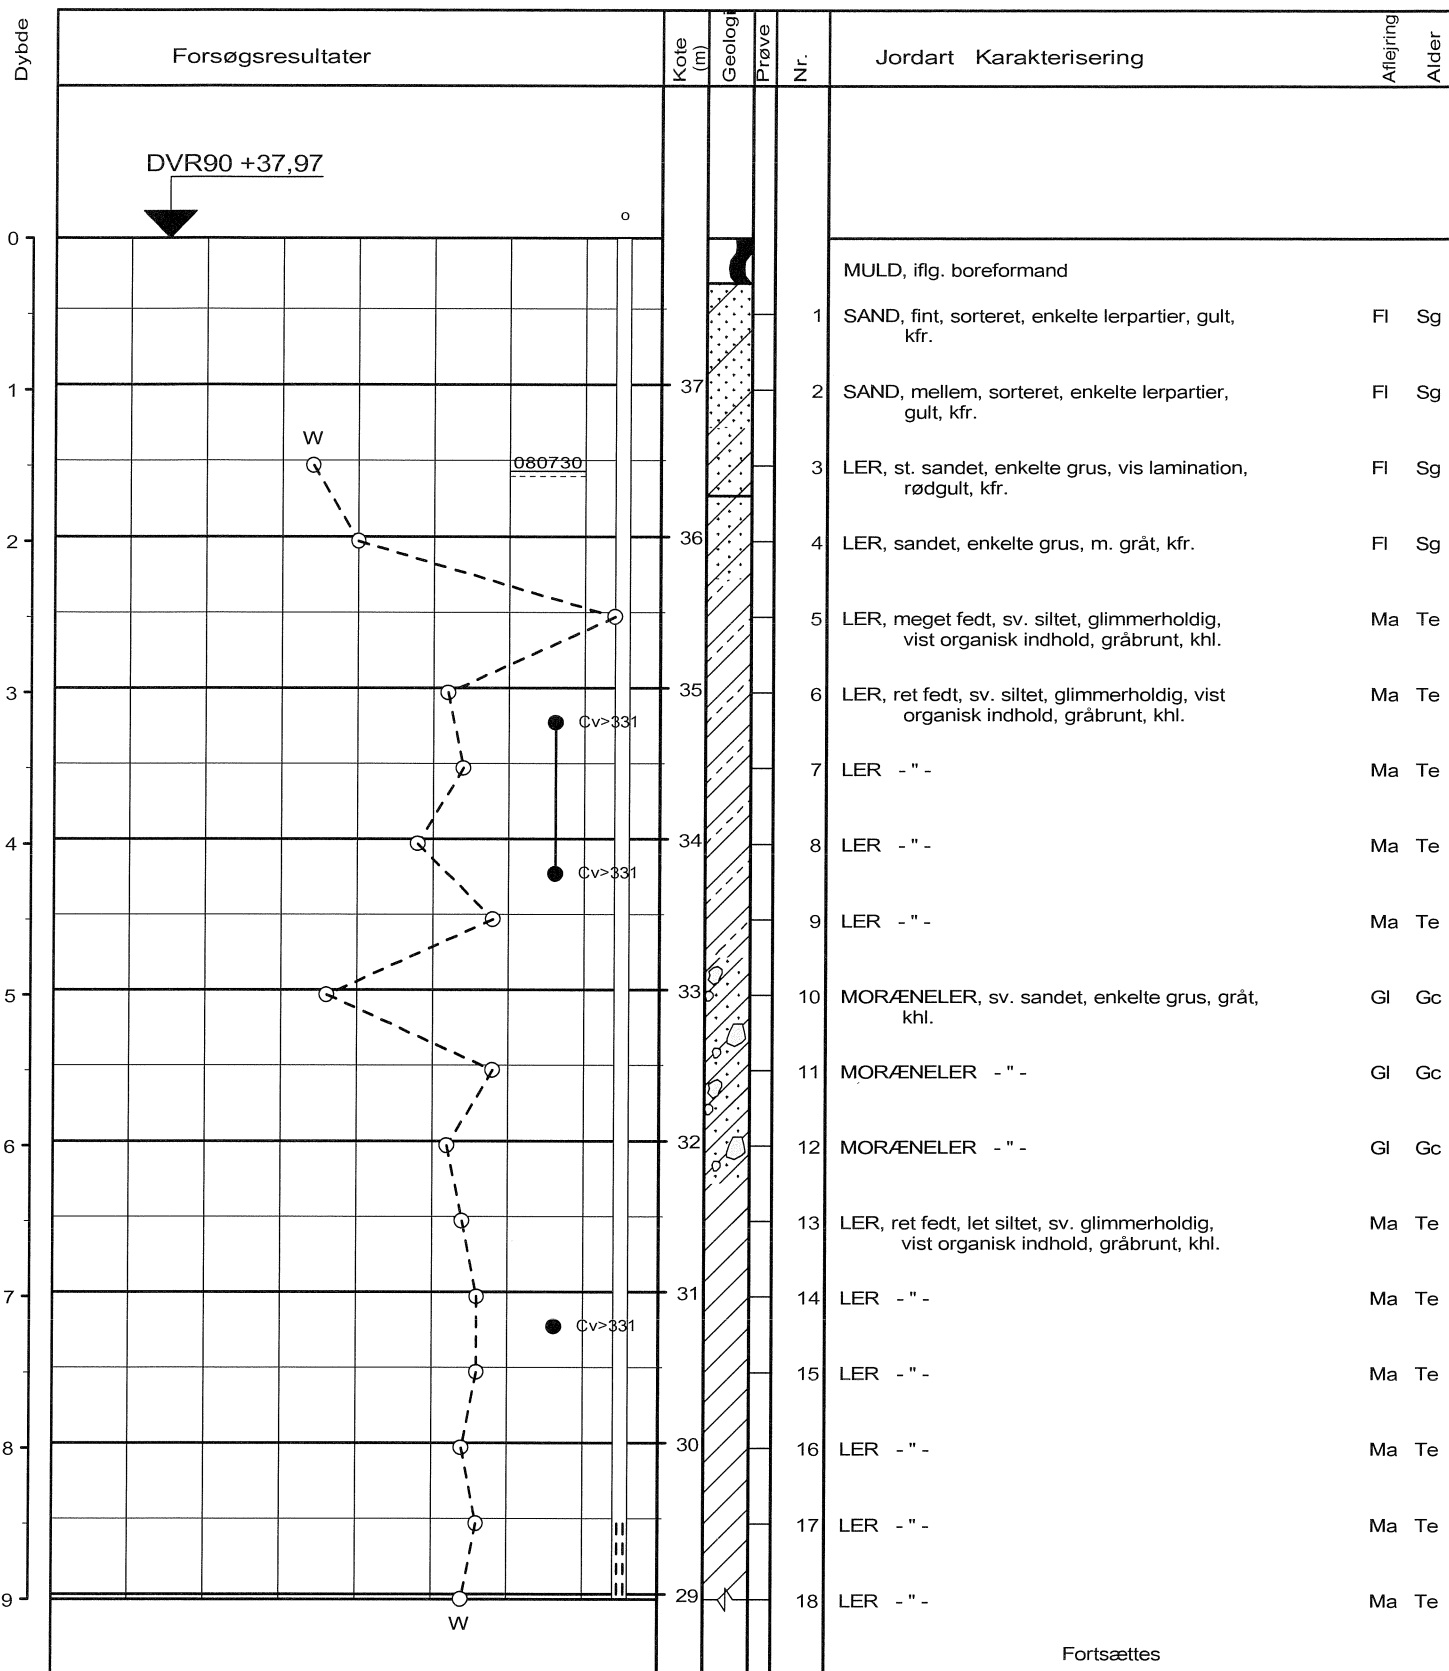 Dybde
Forsøgsresultater
Kote (m)
Geologi
Prøve
Nr.
Jordart Karakterisering
Aflejring
Alder
DVR90 +37,97
o
0
MULD, iflg. boreformand
1 SAND, fint, sorteret, enkelte lerpartier, gult, Fl Sg
kfr.
1 37
2 SAND, mellem, sorteret, enkelte lerpartier, Fl Sg
gult, kfr.
W
080730
3 LER, st. sandet, enkelte grus, vis lamination, Fl Sg
rødgult, kfr.
2 36
4 LER, sandet, enkelte grus, m. gråt, kfr. Fl Sg
5 LER, meget fedt, sv. siltet, glimmerholdig, Ma Te
vist organisk indhold, gråbrunt, khl.
3 35
6 LER, ret fedt, sv. siltet, glimmerholdig, vist Ma Te
organisk indhold, gråbrunt, khl.
Cv>331
7 LER - " - Ma Te
4 34
8 LER - " - Ma Te
Cv>331
9 LER - " - Ma Te
5 33
10 MORÆNELER, sv. sandet, enkelte grus, gråt, Gl Gc
khl.
11 MORÆNELER - " - Gl Gc
6 32
12 MORÆNELER - " - Gl Gc
13 LER, ret fedt, let siltet, sv. glimmerholdig, Ma Te
vist organisk indhold, gråbrunt, khl.
7 31
14 LER - " - Ma Te
Cv>331
15 LER - " - Ma Te
8 30
16 LER - " - Ma Te
17 LER - " - Ma Te
9 29
18 LER - " - Ma Te
W
Fortsættes